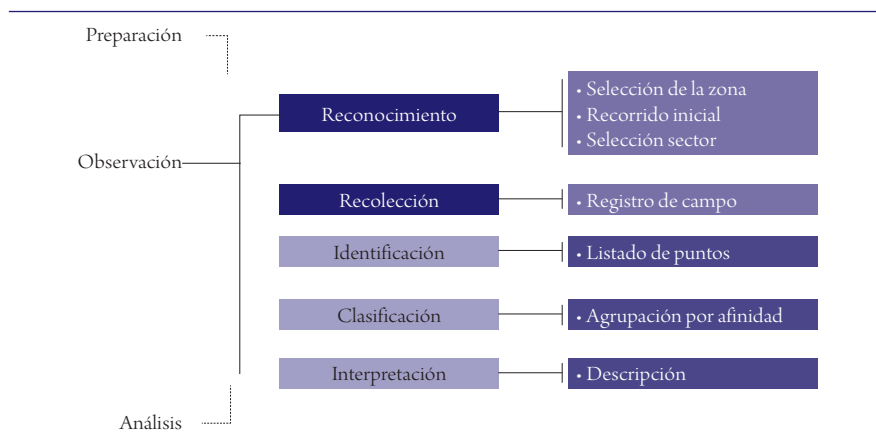 Preparación
Reconocimiento
• Selección de la zona
• Recorrido inicial
• Selección sector
Observación
Recolección
• Registro de campo
Identificación
• Listado de puntos
Clasificación
• Agrupación por afinidad
Interpretación
• Descripción
Análisis